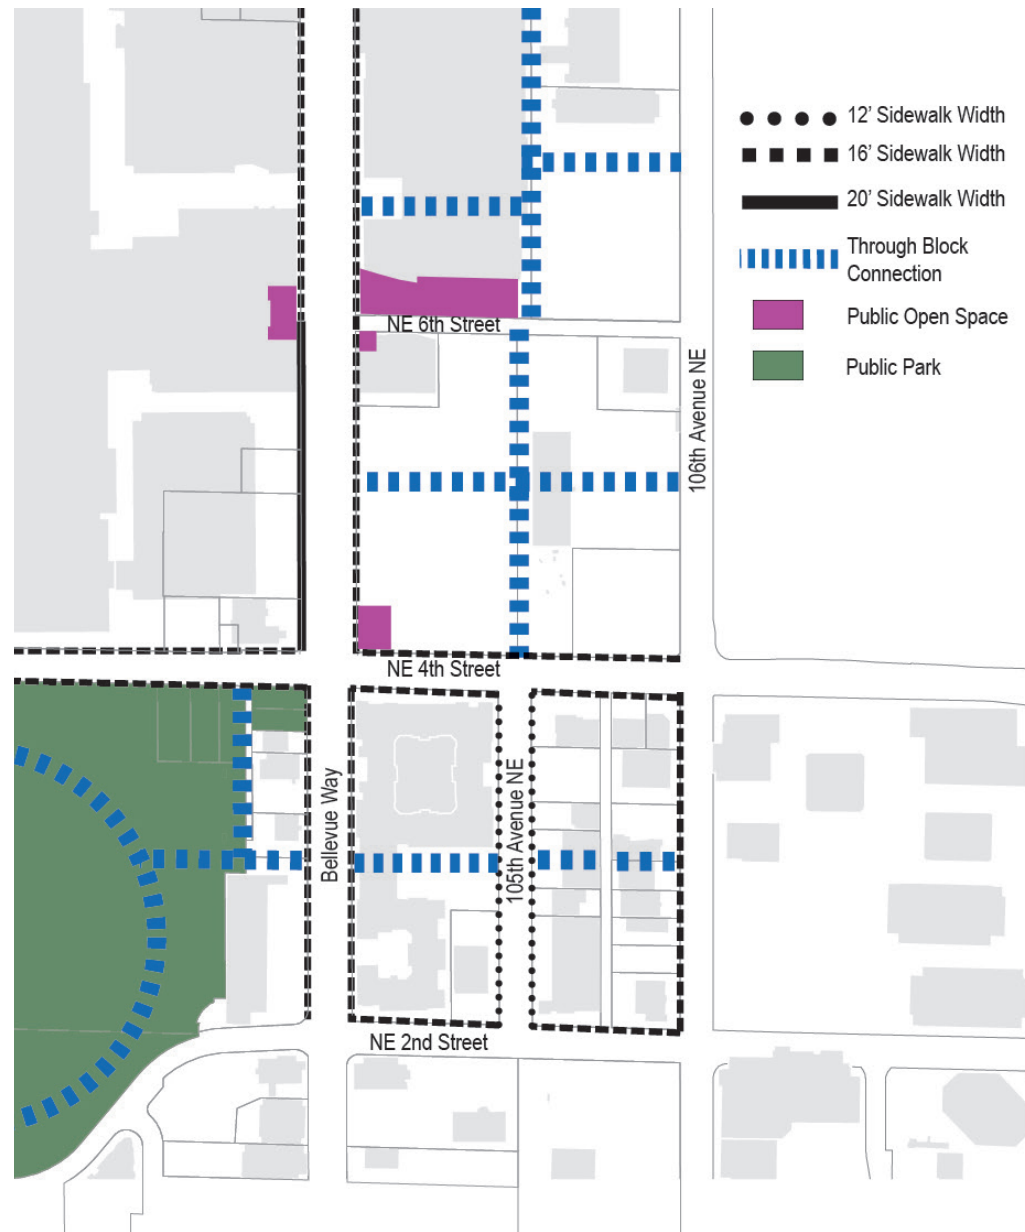 12’ Sidewalk Width
16’ Sidewalk Width
20’ Sidewalk Width
Through Block
Connection
Public Open Space
Public Park
NE 6th Street
106th Avenue NE
NE 4th Street
Bellevue Way
105th Avenue NE
NE 2nd Street